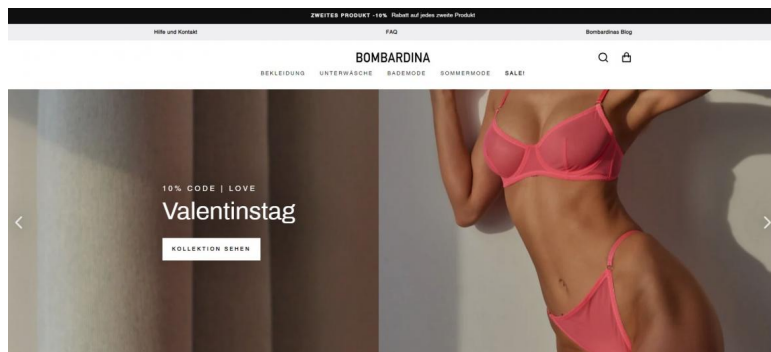 ZWEITES PRODUKT -10% Rabatt auf jedes zweite Produkt
Hilfe und Kontakt FAQ Bombardinas Blog
BOMBARDINA
BEKLEIDUNG UNTERWÄSCHE BADEMODE SOMMERMODE SALE!
10% CODE | LOVE
Valentinstag
KOLLEKTION SEHEN